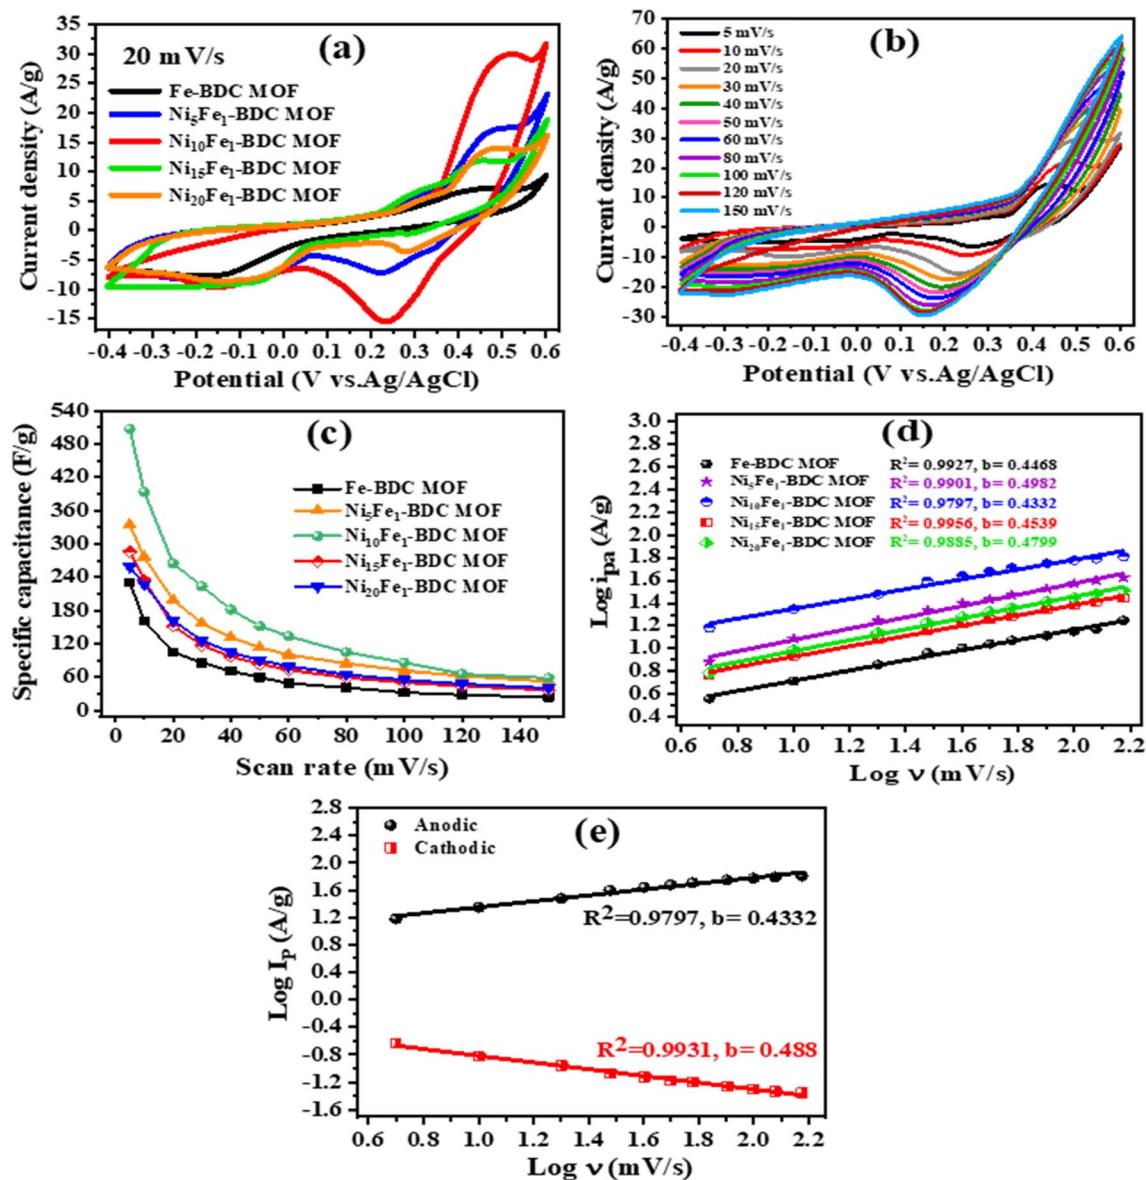 (a)
20 mV/s
Fe-BDC MOF
Ni₅Fe₁-BDC MOF
Ni₁₀Fe₁-BDC MOF
Ni₁₅Fe₁-BDC MOF
Ni₂₀Fe₁-BDC MOF
Current density (A/g)
35
30
25
20
15
10
5
0
-5
-10
-15
-0.4 -0.3 -0.2 -0.1 0.0 0.1 0.2 0.3 0.4 0.5 0.6
Potential (V vs.Ag/AgCl)
(b)
5 mV/s
10 mV/s
20 mV/s
30 mV/s
40 mV/s
50 mV/s
60 mV/s
80 mV/s
100 mV/s
120 mV/s
150 mV/s
Current density (A/g)
70
60
50
40
30
20
10
0
-10
-20
-30
-0.4 -0.3 -0.2 -0.1 0.0 0.1 0.2 0.3 0.4 0.5 0.6
Potential (V vs.Ag/AgCl)
(c)
Fe-BDC MOF
Ni₅Fe₁-BDC MOF
Ni₁₀Fe₁-BDC MOF
Ni₁₅Fe₁-BDC MOF
Ni₂₀Fe₁-BDC MOF
Specific capacitance (F/g)
540
480
420
360
300
240
180
120
60
0
0 20 40 60 80 100 120 140
Scan rate (mV/s)
(d)
Fe-BDC MOF R²= 0.9927, b= 0.4468
Ni₅Fe₁-BDC MOF R²= 0.9901, b= 0.4982
Ni₁₀Fe₁-BDC MOF R²= 0.9797, b= 0.4332
Ni₁₅Fe₁-BDC MOF R²= 0.9956, b= 0.4539
Ni₂₀Fe₁-BDC MOF R²= 0.9885, b= 0.4799
Log ipa (A/g)
3.0
2.8
2.6
2.4
2.2
2.0
1.8
1.6
1.4
1.2
1.0
0.8
0.6
0.4
0.6 0.8 1.0 1.2 1.4 1.6 1.8 2.0 2.2
Log ν (mV/s)
(e)
Anodic
Cathodic
R²=0.9797, b= 0.4332
R²=0.9931, b= 0.488
Log Iₚ (A/g)
2.8
2.4
2.0
1.6
1.2
0.8
0.4
0.0
-0.4
-0.8
-1.2
-1.6
0.6 0.8 1.0 1.2 1.4 1.6 1.8 2.0 2.2
Log ν (mV/s)